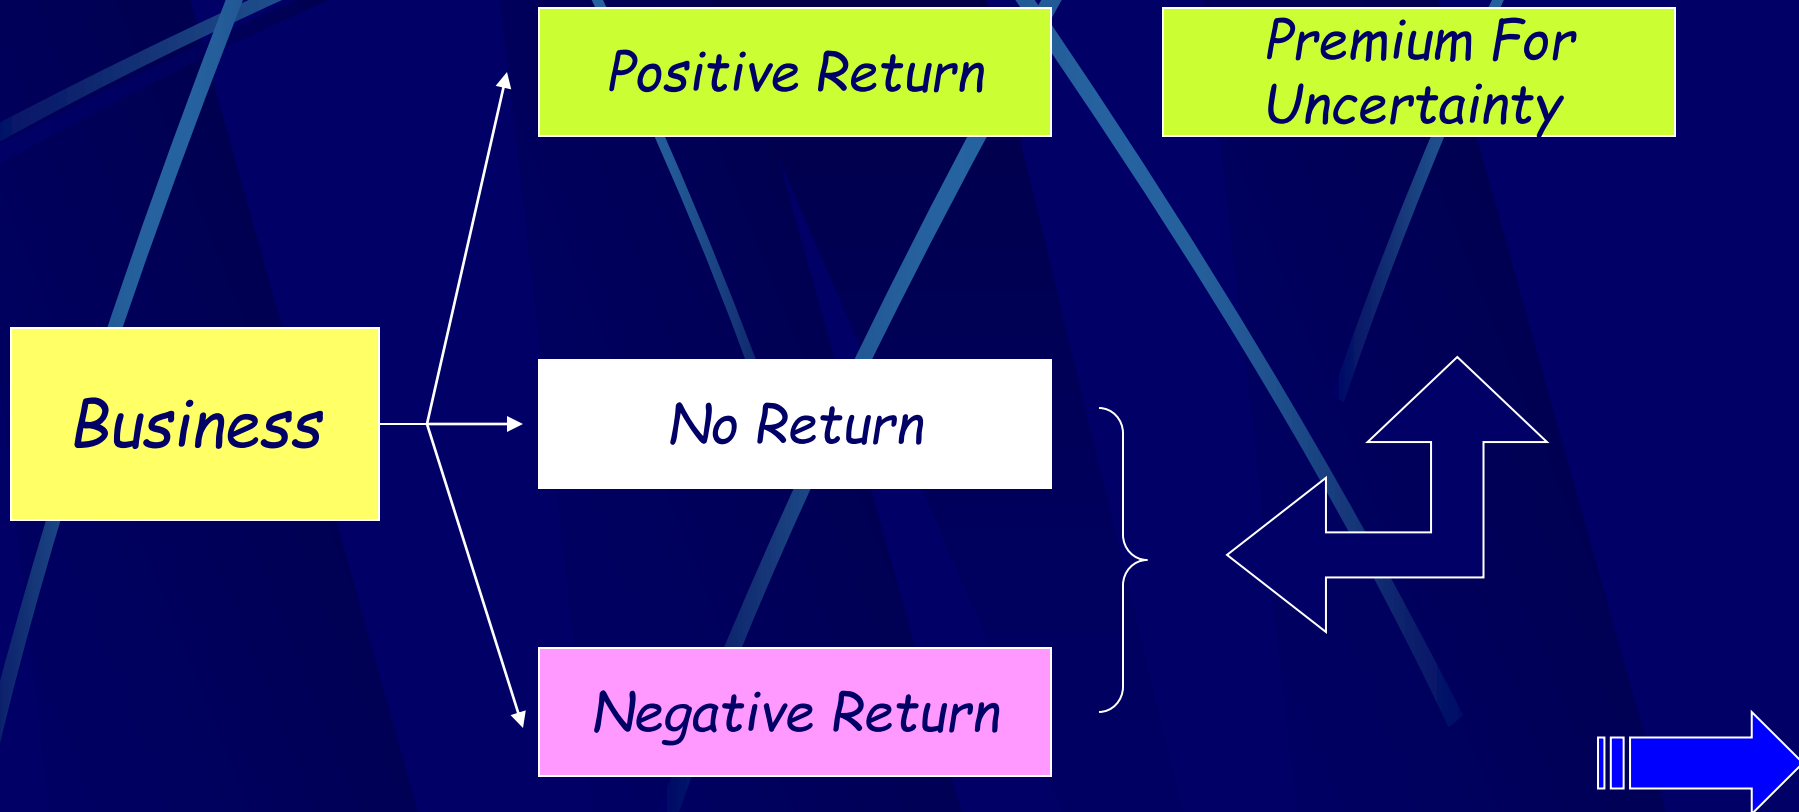 Positive Return
Premium For
Uncertainty
Business
No Return
Negative Return